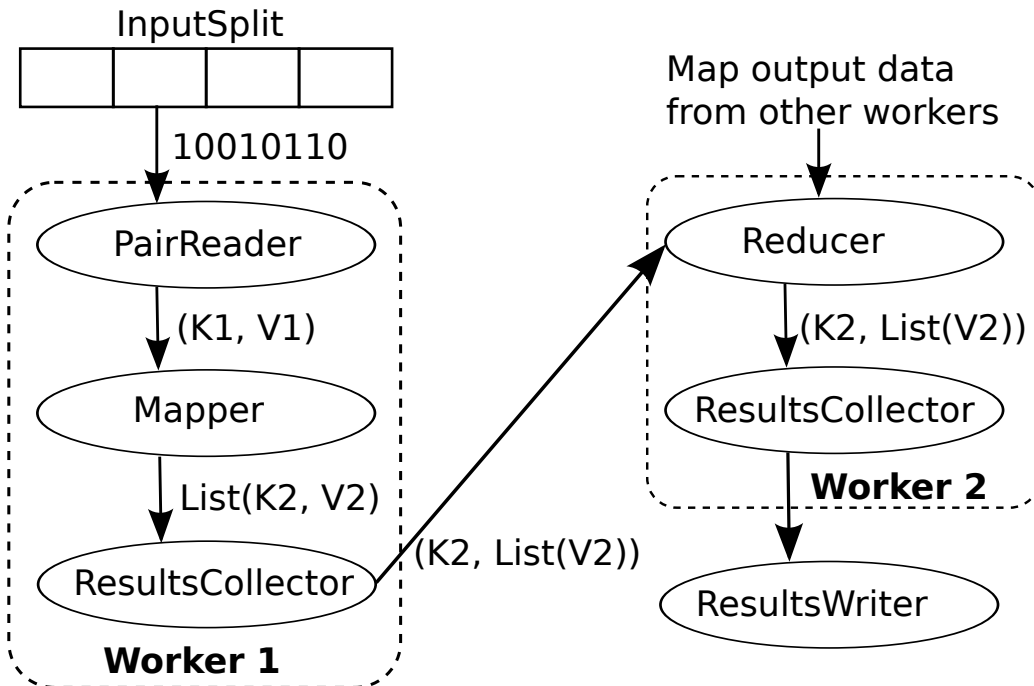 InputSplit
10010110
PairReader
(K1, V1)
Mapper
List(K2, V2)
ResultsCollector
Worker 1
(K2, List(V2))
Map output data
from other workers
Reducer
(K2, List(V2))
ResultsCollector
Worker 2
ResultsWriter